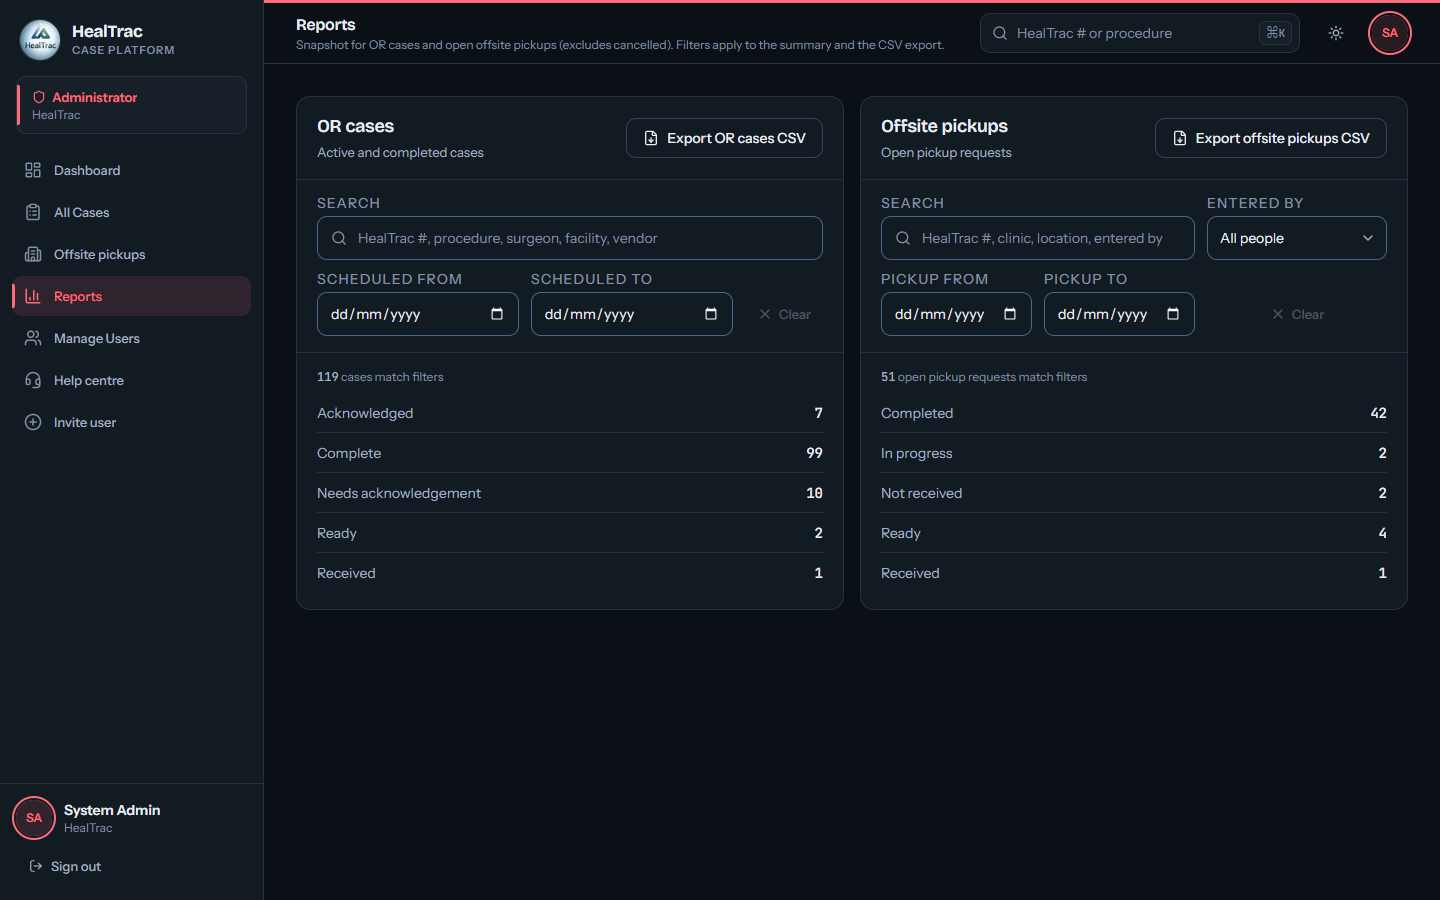 HealTrac
HealTrac
CASE PLATFORM
Administrator
HealTrac
Dashboard
All Cases
Offsite pickups
Reports
Manage Users
Help centre
Invite user
SA
System Admin
HealTrac
Sign out
Reports
Snapshot for OR cases and open offsite pickups (excludes cancelled). Filters apply to the summary and the CSV export.
HealTrac # or procedure
⌘K
SA
OR cases
Active and completed cases
Export OR cases CSV
SEARCH
HealTrac #, procedure, surgeon, facility, vendor
SCHEDULED FROM SCHEDULED TO
dd/mm/yyyy dd/mm/yyyy Clear
119 cases match filters
Acknowledged 7
Complete 99
Needs acknowledgement 10
Ready 2
Received 1
Offsite pickups
Open pickup requests
Export offsite pickups CSV
SEARCH ENTERED BY
HealTrac #, clinic, location, entered by All people
PICKUP FROM PICKUP TO
dd/mm/yyyy dd/mm/yyyy Clear
51 open pickup requests match filters
Completed 42
In progress 2
Not received 2
Ready 4
Received 1